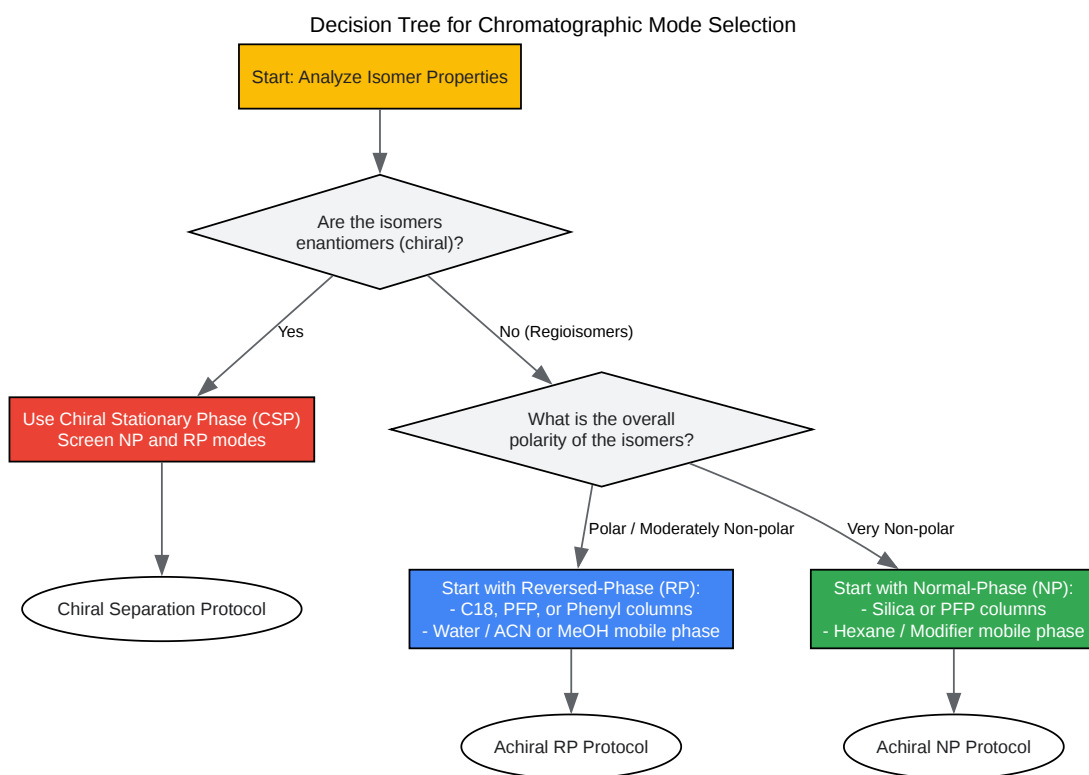 Decision Tree for Chromatographic Mode Selection
Start: Analyze Isomer Properties
Are the isomers
enantiomers (chiral)?
Yes
No (Regioisomers)
Use Chiral Stationary Phase (CSP)
Screen NP and RP modes
What is the overall
polarity of the isomers?
Polar / Moderately Non-polar
Very Non-polar
Chiral Separation Protocol
Start with Reversed-Phase (RP):
- C18, PFP, or Phenyl columns
- Water / ACN or MeOH mobile phase
Start with Normal-Phase (NP):
- Silica or PFP columns
- Hexane / Modifier mobile phase
Achiral RP Protocol
Achiral NP Protocol